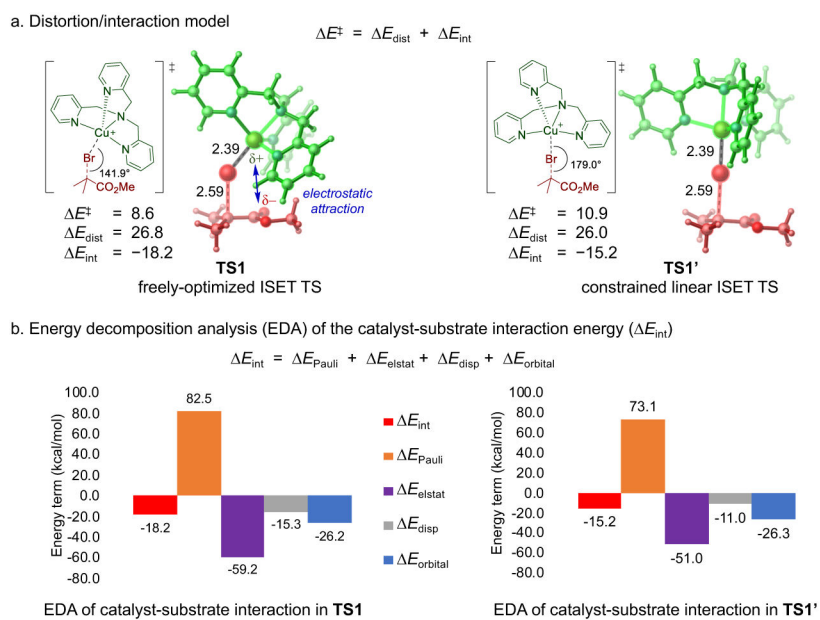 a. Distortion/interaction model
ΔE‡ = ΔEdist + ΔEint
‡
N
N
N
N
Cu+
Br
141.9°
CO2Me
2.39
δ+
2.59
δ−
electrostatic
attraction
ΔE‡ = 8.6
ΔEdist = 26.8
ΔEint = −18.2
TS1
freely-optimized ISET TS
‡
N
N
N
N
Cu+
Br
179.0°
CO2Me
2.39
2.59
ΔE‡ = 10.9
ΔEdist = 26.0
ΔEint = −15.2
TS1’
constrained linear ISET TS
b. Energy decomposition analysis (EDA) of the catalyst-substrate interaction energy (ΔEint)
ΔEint = ΔEPauli + ΔEelstat + ΔEdisp + ΔEorbital
Energy term (kcal/mol)
100.0
80.0
60.0
40.0
20.0
0.0
-20.0
-40.0
-60.0
-80.0
82.5
-18.2
-59.2
-15.3
-26.2
EDA of catalyst-substrate interaction in TS1
ΔEint
ΔEPauli
ΔEelstat
ΔEdisp
ΔEorbital
Energy term (kcal/mol)
100.0
80.0
60.0
40.0
20.0
0.0
-20.0
-40.0
-60.0
-80.0
73.1
-15.2
-51.0
-11.0
-26.3
EDA of catalyst-substrate interaction in TS1’